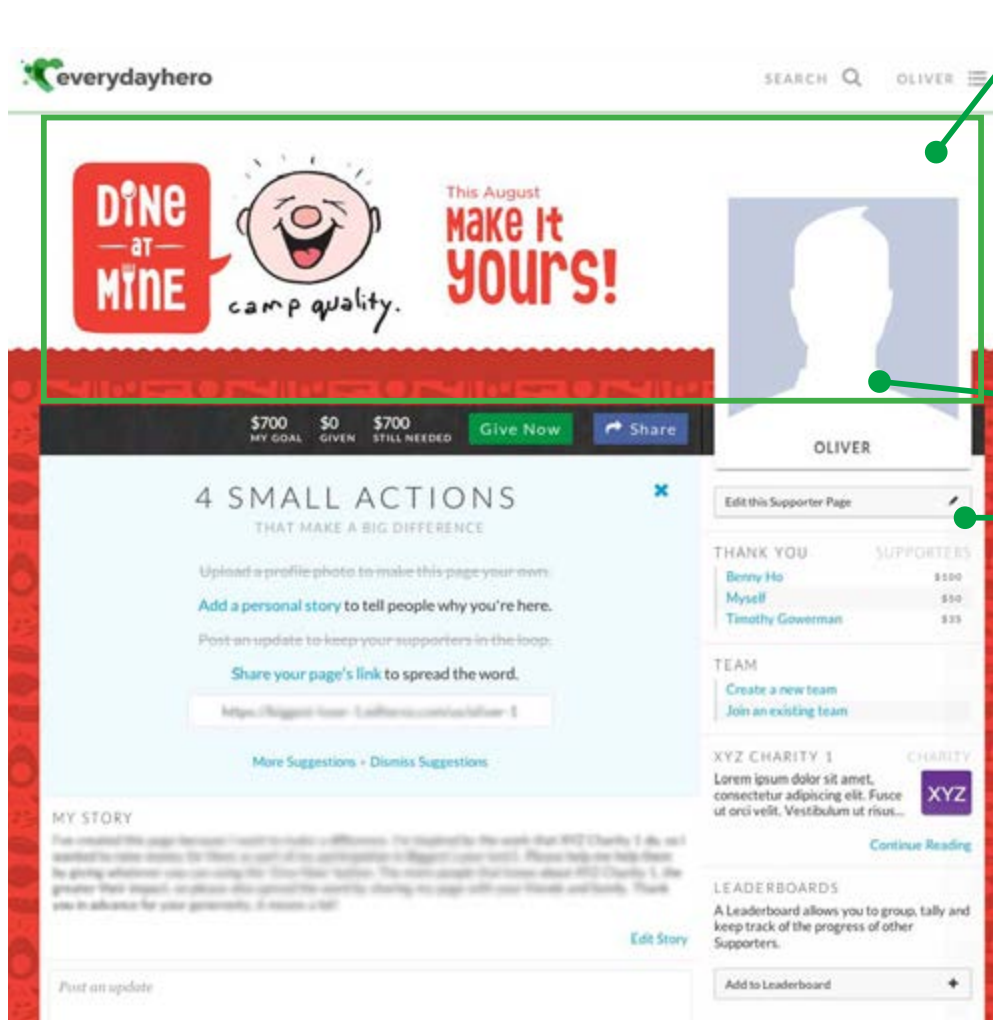 everydayhero
SEARCH
OLIVER
DINE
AT
MINE
camp quality.
This August
Make It
yours!
$700
MY GOAL
$0
GIVEN
$700
STILL NEEDED
Give Now
Share
OLIVER
4 SMALL ACTIONS
THAT MAKE A BIG DIFFERENCE
Upload a profile photo to make this page your own.
Add a personal story to tell people why you're here.
Post an update to keep your supporters in the loop.
Share your page's link to spread the word.
More Suggestions • Dismiss Suggestions
MY STORY
Edit Story
Post an update
Edit this Supporter Page
THANK YOU SUPPORTERS
Benny Ho $100
Myself $50
Timothy Gowerman $35
TEAM
Create a new team
Join an existing team
XYZ CHARITY 1 CHARITY
Lorem ipsum dolor sit amet,
consectetur adipiscing elit. Fusce
ut orci velit. Vestibulum ut risus...
XYZ
Continue Reading
LEADERBOARDS
A Leaderboard allows you to group, tally and
keep track of the progress of other
Supporters.
Add to Leaderboard